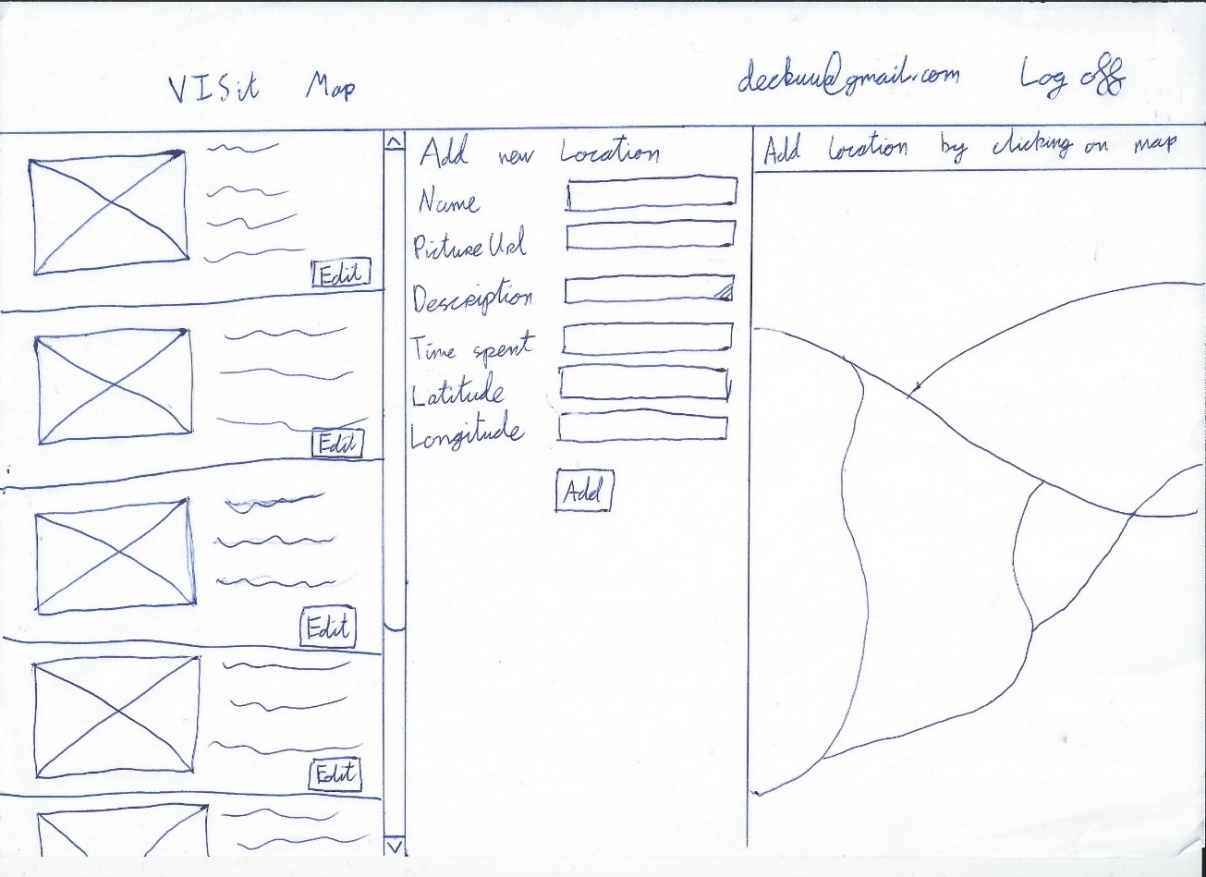 VISit Map deckuu@gmail.com Log off
Edit
Edit
Edit
Edit
Add new Location
Name
Picture Url
Description
Time spent
Latitude
Longitude
Add
Add location by clicking on map